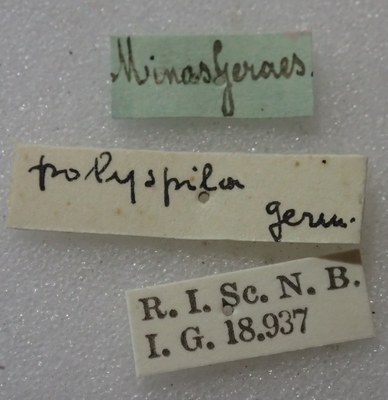 Minas Geraes.
polyspila
germ.
R. I. Sc. N. B.
I. G. 18.937